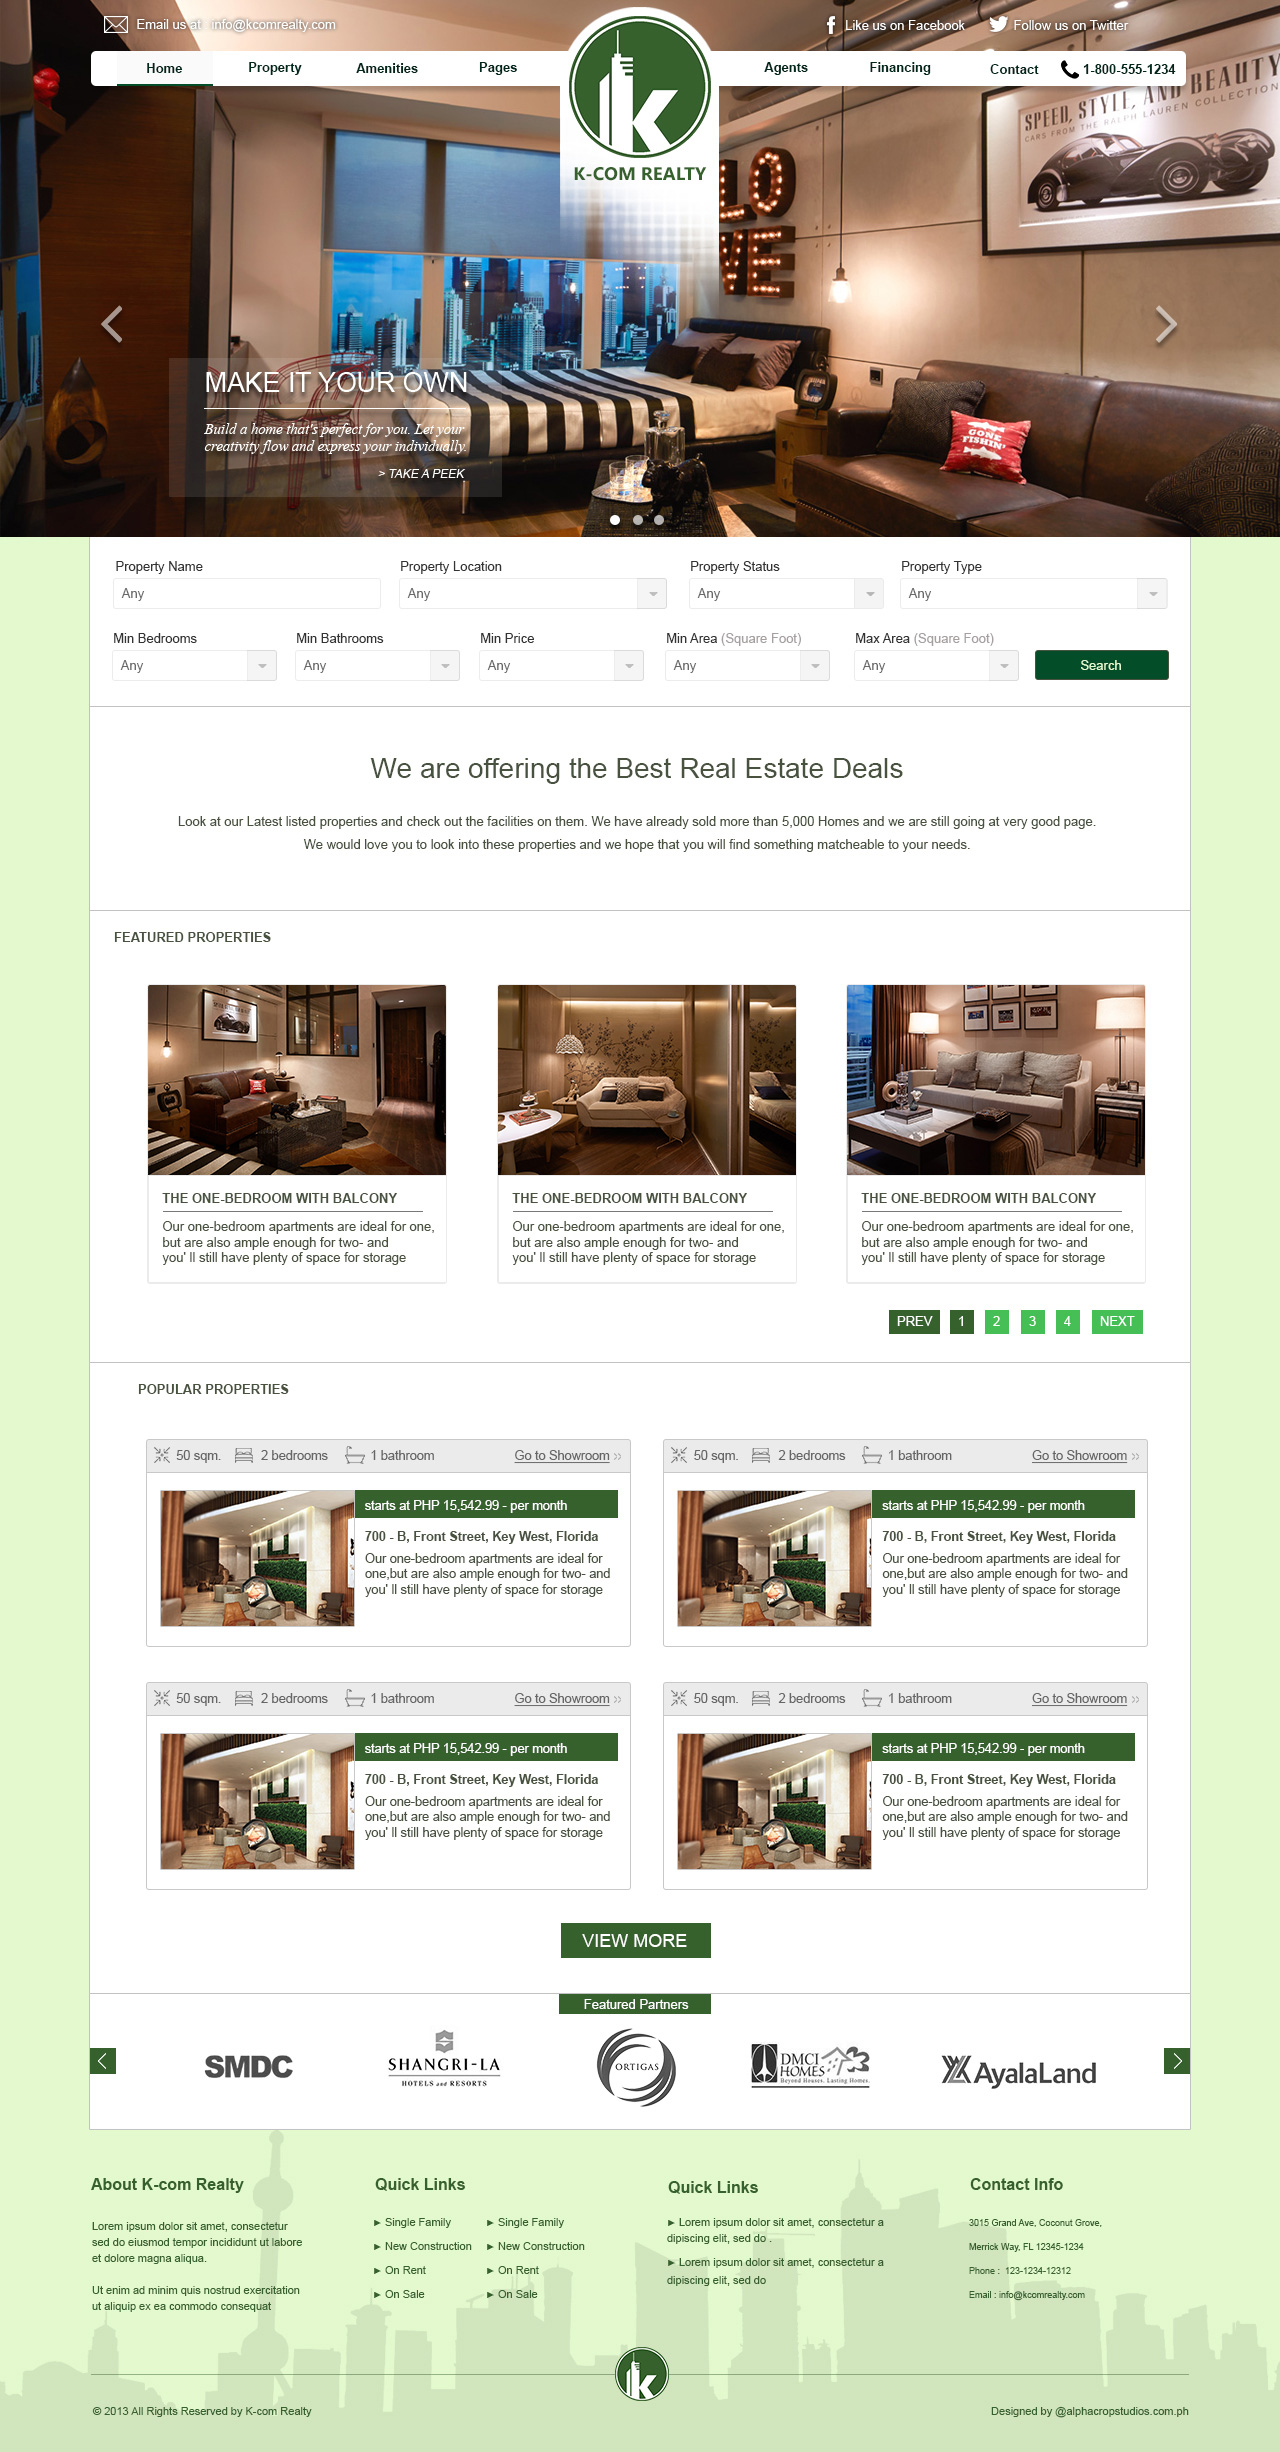 Email us at : info@kcomrealty.com
Like us on Facebook
Follow us on Twitter
Home
Property
Amenities
Pages
Agents
Financing
Contact
1-800-555-1234
K-COM REALTY
SPEED, STYLE, AND BEAUTY
CARS FROM THE RALPH LAUREN COLLECTION
LO
VE
GONE
FISHIN'
MAKE IT YOUR OWN
Build a home that's perfect for you. Let your
creativity flow and express your individually.
> TAKE A PEEK
Property Name
Property Location
Property Status
Property Type
Any
Any
Any
Any
Min Bedrooms
Min Bathrooms
Min Price
Min Area (Square Foot)
Max Area (Square Foot)
Any
Any
Any
Any
Any
Search
We are offering the Best Real Estate Deals
Look at our Latest listed properties and check out the facilities on them. We have already sold more than 5,000 Homes and we are still going at very good page.
We would love you to look into these properties and we hope that you will find something matcheable to your needs.
FEATURED PROPERTIES
THE ONE-BEDROOM WITH BALCONY
Our one-bedroom apartments are ideal for one,
but are also ample enough for two- and
you' ll still have plenty of space for storage
THE ONE-BEDROOM WITH BALCONY
Our one-bedroom apartments are ideal for one,
but are also ample enough for two- and
you' ll still have plenty of space for storage
THE ONE-BEDROOM WITH BALCONY
Our one-bedroom apartments are ideal for one,
but are also ample enough for two- and
you' ll still have plenty of space for storage
PREV 1 2 3 4 NEXT
POPULAR PROPERTIES
50 sqm. 2 bedrooms 1 bathroom Go to Showroom »
starts at PHP 15,542.99 - per month
700 - B, Front Street, Key West, Florida
Our one-bedroom apartments are ideal for
one,but are also ample enough for two- and
you' ll still have plenty of space for storage
50 sqm. 2 bedrooms 1 bathroom Go to Showroom »
starts at PHP 15,542.99 - per month
700 - B, Front Street, Key West, Florida
Our one-bedroom apartments are ideal for
one,but are also ample enough for two- and
you' ll still have plenty of space for storage
50 sqm. 2 bedrooms 1 bathroom Go to Showroom »
starts at PHP 15,542.99 - per month
700 - B, Front Street, Key West, Florida
Our one-bedroom apartments are ideal for
one,but are also ample enough for two- and
you' ll still have plenty of space for storage
50 sqm. 2 bedrooms 1 bathroom Go to Showroom »
starts at PHP 15,542.99 - per month
700 - B, Front Street, Key West, Florida
Our one-bedroom apartments are ideal for
one,but are also ample enough for two- and
you' ll still have plenty of space for storage
VIEW MORE
Featured Partners
SMDC
SHANGRI-LA
HOTELS and RESORTS
ORTIGAS
DMCI
HOMES
Beyond Houses. Lasting Homes.
AyalaLand
About K-com Realty
Lorem ipsum dolor sit amet, consectetur
sed do eiusmod tempor incididunt ut labore
et dolore magna aliqua.
Ut enim ad minim quis nostrud exercitation
ut aliquip ex ea commodo consequat
Quick Links
► Single Family
► New Construction
► On Rent
► On Sale
► Single Family
► New Construction
► On Rent
► On Sale
Quick Links
► Lorem ipsum dolor sit amet, consectetur a
dipiscing elit, sed do .
► Lorem ipsum dolor sit amet, consectetur a
dipiscing elit, sed do
Contact Info
3015 Grand Ave, Coconut Grove,
Merrick Way, FL 12345-1234
Phone : 123-1234-12312
Email : info@kcomrealty.com
© 2013 All Rights Reserved by K-com Realty
Designed by @alphacropstudios.com.ph